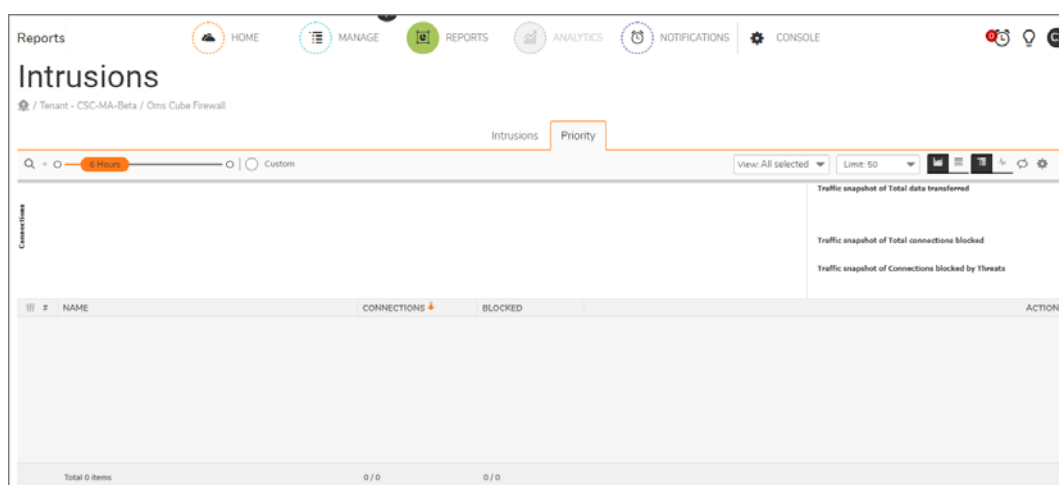 Reports HOME MANAGE REPORTS ANALYTICS NOTIFICATIONS CONSOLE 0
Intrusions
/ Tenant - CSC-MA-Beta / Oms Cube Firewall
Intrusions Priority
6 Hours Custom View: All selected Limit: 50
Traffic snapshot of Total data transferred
Connections
Traffic snapshot of Total connections blocked
Traffic snapshot of Connections blocked by Threats
# NAME CONNECTIONS BLOCKED ACTION
Total 0 items 0 / 0 0 / 0